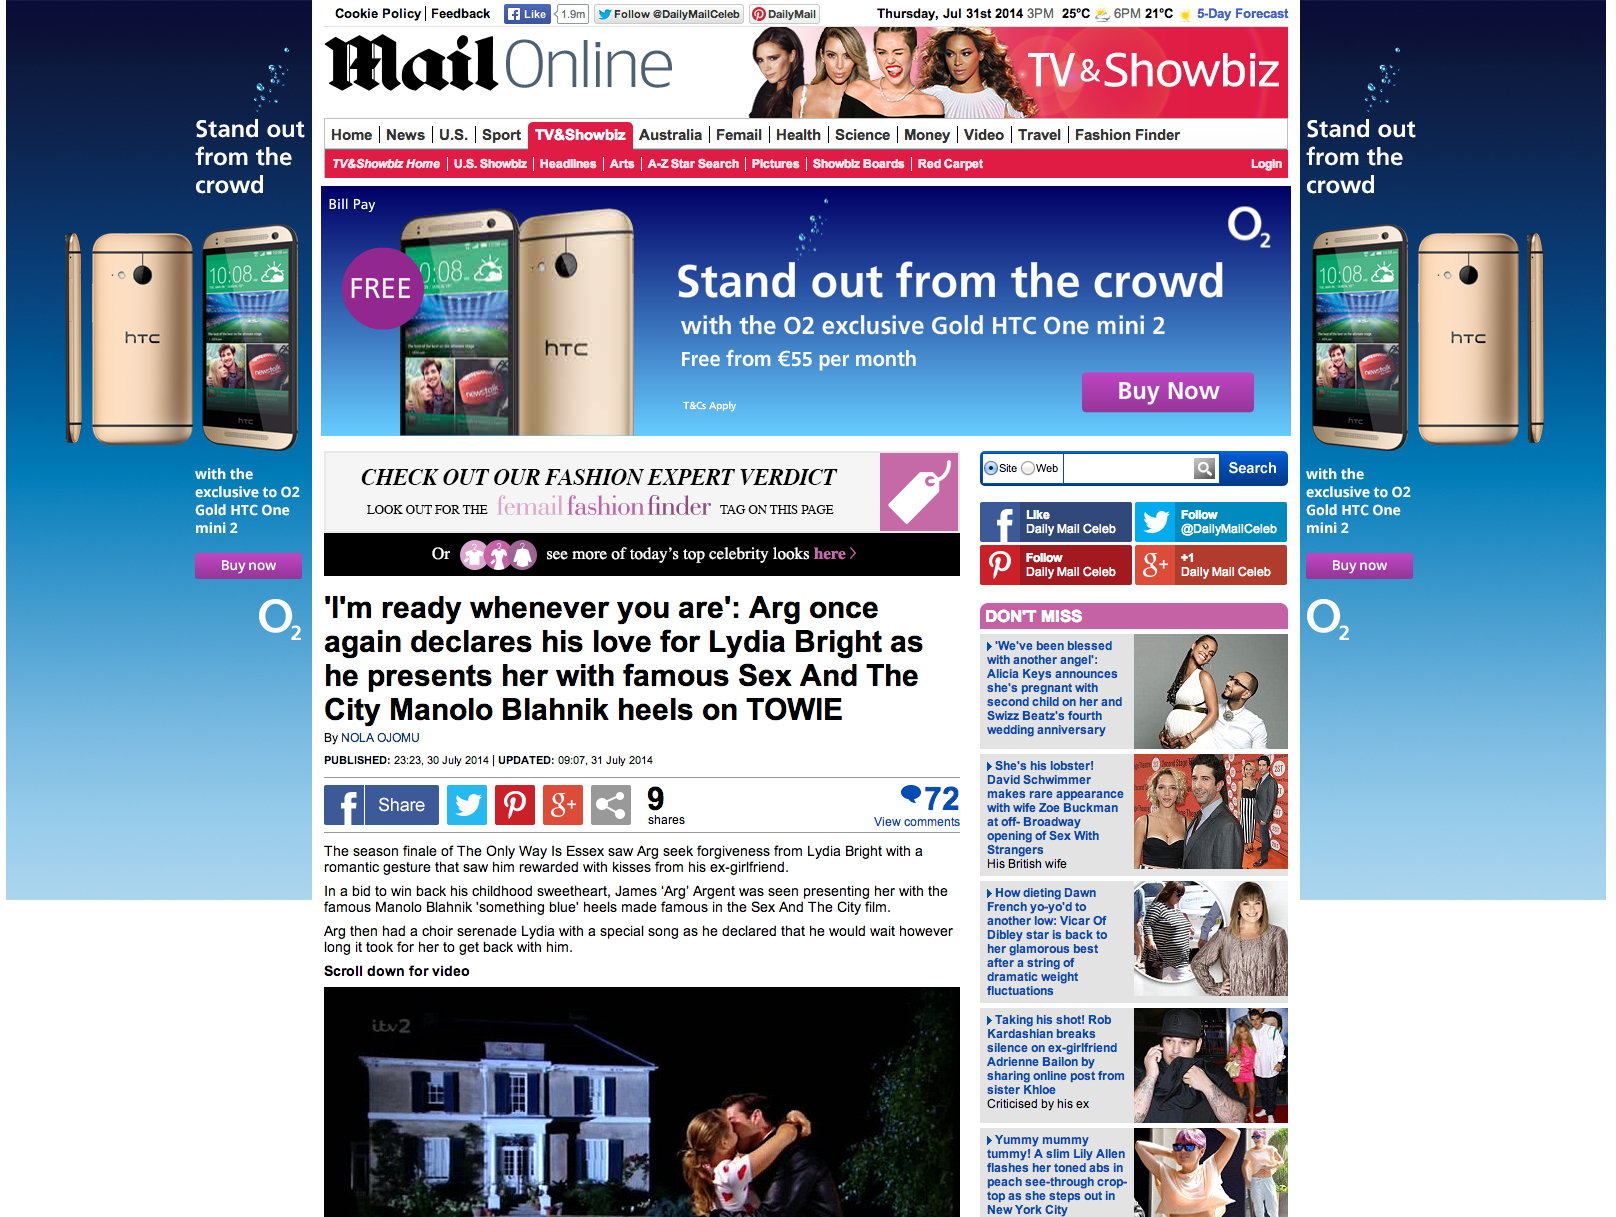 Cookie Policy | Feedback Like 1.9m Follow @DailyMailCeleb DailyMail Thursday, Jul 31st 2014 3PM 25°C 6PM 21°C 5-Day Forecast
Mail Online
TV&Showbiz
Home News U.S. Sport TV&Showbiz Australia Femail Health Science Money Video Travel Fashion Finder
TV&Showbiz Home U.S. Showbiz Headlines Arts A-Z Star Search Pictures Showbiz Boards Red Carpet Login
Stand out
from the
crowd
10:08
hTC
newstalk
hTC
with the
exclusive to O2
Gold HTC One
mini 2
Buy now
O2
Bill Pay
FREE
0:08
newstalk
hTC
Stand out from the crowd
with the O2 exclusive Gold HTC One mini 2
Free from €55 per month
T&Cs Apply
Buy Now
O2
Stand out
from the
crowd
10:08
hTC
newstalk
hTC
with the
exclusive to O2
Gold HTC One
mini 2
Buy now
O2
CHECK OUT OUR FASHION EXPERT VERDICT
LOOK OUT FOR THE femail fashion finder TAG ON THIS PAGE
Or see more of today's top celebrity looks here >
'I'm ready whenever you are': Arg once
again declares his love for Lydia Bright as
he presents her with famous Sex And The
City Manolo Blahnik heels on TOWIE
By NOLA OJOMU
PUBLISHED: 23:23, 30 July 2014 | UPDATED: 09:07, 31 July 2014
Share
9
shares
72
View comments
The season finale of The Only Way Is Essex saw Arg seek forgiveness from Lydia Bright with a
romantic gesture that saw him rewarded with kisses from his ex-girlfriend.
In a bid to win back his childhood sweetheart, James ‘Arg’ Argent was seen presenting her with the
famous Manolo Blahnik 'something blue' heels made famous in the Sex And The City film.
Arg then had a choir serenade Lydia with a special song as he declared that he would wait however
long it took for her to get back with him.
Scroll down for video
itv2
Site Web Search
Like
Daily Mail Celeb
Follow
@DailyMailCeleb
Follow
Daily Mail Celeb
+1
Daily Mail Celeb
DON'T MISS
'We've been blessed
with another angel':
Alicia Keys announces
she's pregnant with
second child on her and
Swizz Beatz's fourth
wedding anniversary
She's his lobster!
David Schwimmer
makes rare appearance
with wife Zoe Buckman
at off- Broadway
opening of Sex With
Strangers
His British wife
How dieting Dawn
French yo-yo'd to
another low: Vicar Of
Dibley star is back to
her glamorous best
after a string of
dramatic weight
fluctuations
Taking his shot! Rob
Kardashian breaks
silence on ex-girlfriend
Adrienne Bailon by
sharing online post from
sister Khloe
Criticised by his ex
Yummy mummy
tummy! A slim Lily Allen
flashes her toned abs in
peach see-through crop-
top as she steps out in
New York City